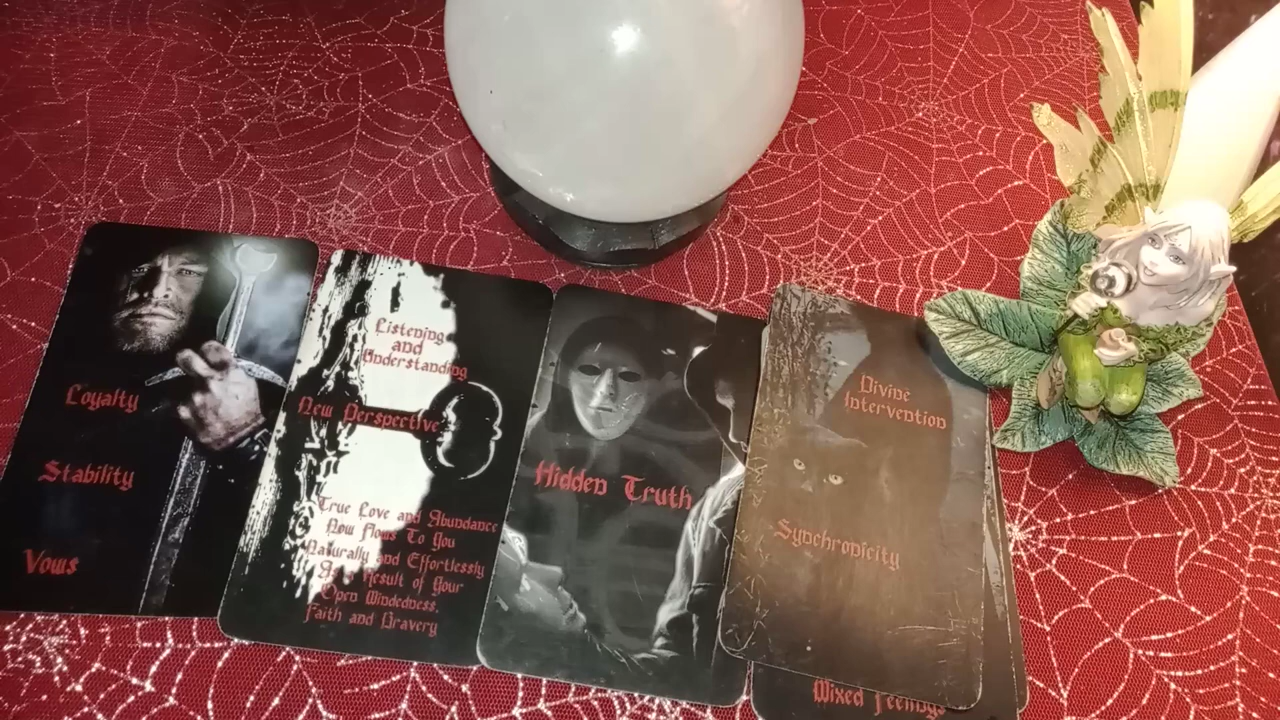 Loyalty
Stability
Vows
Listening
and
Understanding
New Perspective
True Love and Abundance
Now Flows To You
Naturally and Effortlessly
As a Result of Your
Open Mindedness,
Faith and Bravery
Hidden Truth
Divine
Intervention
Synchronicity
Mixed Feelings